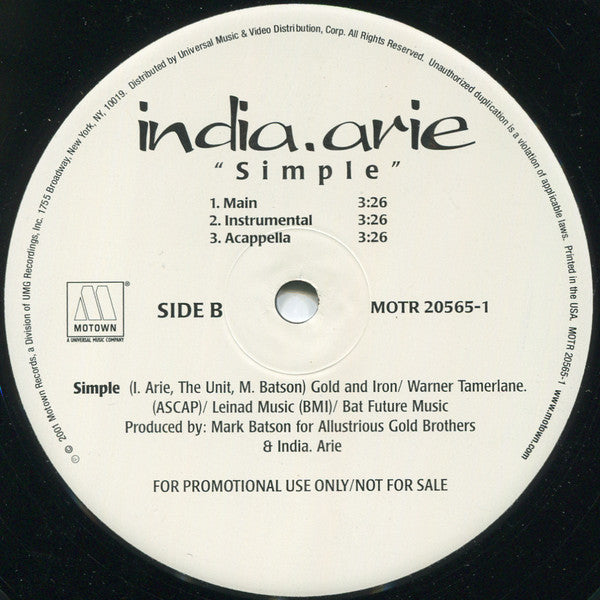 india.arie
"Simple"
1. Main 3:26
2. Instrumental 3:26
3. Acappella 3:26
M
®
MOTOWN
A UNIVERSAL MUSIC COMPANY
SIDE B
MOTR 20565-1
Simple (I. Arie, The Unit, M. Batson) Gold and Iron/ Warner Tamerlane.
(ASCAP)/ Leinad Music (BMI)/ Bat Future Music
Produced by: Mark Batson for Allustrious Gold Brothers
& India. Arie
FOR PROMOTIONAL USE ONLY/NOT FOR SALE
℗ © 2001 Motown Records, a Division of UMG Recordings, Inc. 1755 Broadway, New York, NY, 10019. Distributed by Universal Music & Video Distribution, Corp. All Rights Reserved. Unauthorized duplication is a violation of applicable laws. Printed in the USA. MOTR 20565-1
www.motown.com